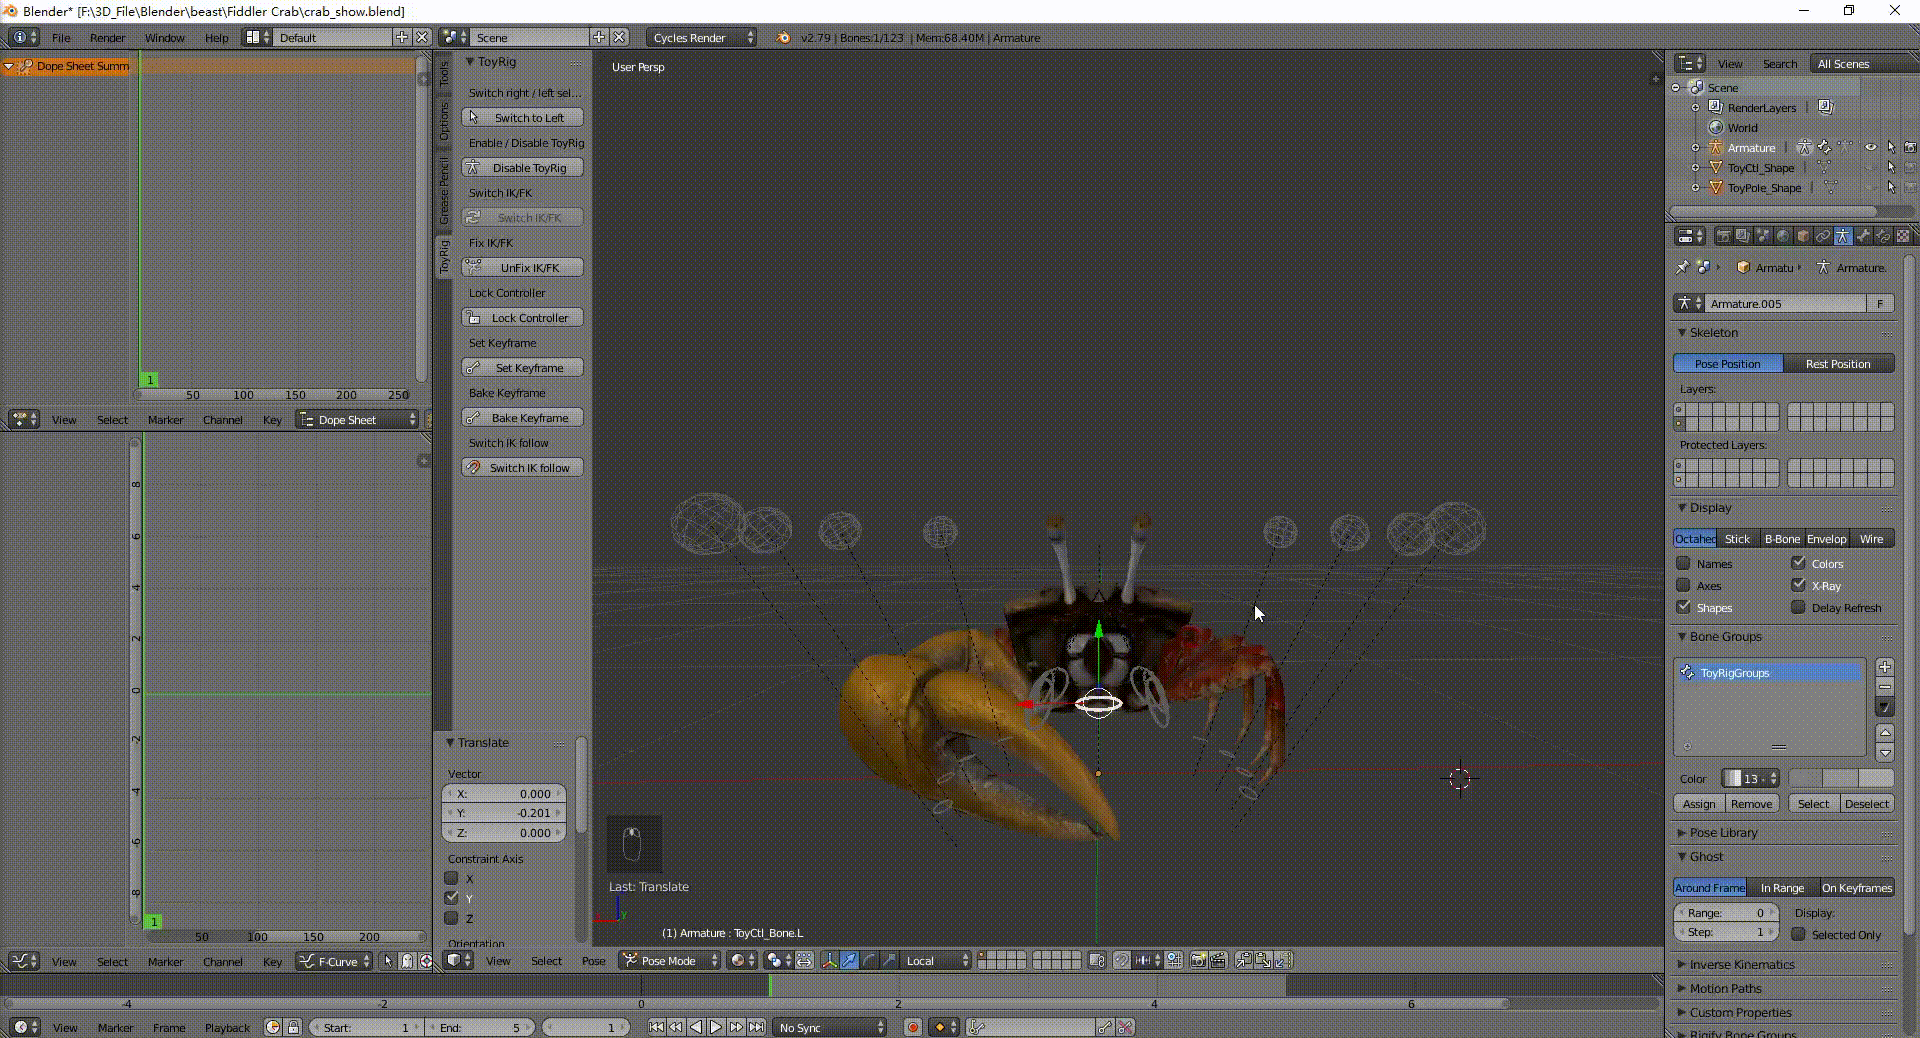 Blender* [F:\3D_File\Blender\beast\Fiddler Crab\crab_show.blend]
File Render Window Help Default Scene Cycles Render v2.79 | Bones:1/123 | Mem:68.40M | Armature
Dope Sheet Summ
1
50 100 150 200 250
View Select Marker Channel Key Dope Sheet
8
6
4
2
0
-2
-4
-6
-8
1
50 100 150 200
View Select Marker Channel Key F-Curve
Tools
Options
Grease Pencil
ToyRig
ToyRig
Switch right / left sel...
Switch to Left
Enable / Disable ToyRig
Disable ToyRig
Switch IK/FK
Switch IK/FK
Fix IK/FK
UnFix IK/FK
Lock Controller
Lock Controller
Set Keyframe
Set Keyframe
Bake Keyframe
Bake Keyframe
Switch IK follow
Switch IK follow
Translate
Vector
X: 0.000
Y: -0.201
Z: 0.000
Constraint Axis
X
Y
Z
Orientation
User Persp
Last: Translate
(1) Armature : ToyCtl_Bone.L
View Select Pose Pose Mode Local
View Search All Scenes
Scene
RenderLayers
World
Armature
ToyCtl_Shape
ToyPole_Shape
Armatu Armature.
Armature.005 F
Skeleton
Pose Position Rest Position
Layers:
Protected Layers:
Display
Octahed Stick B-Bone Envelop Wire
Names Colors
Axes X-Ray
Shapes Delay Refresh
Bone Groups
ToyRigGroups
Color 13
Assign Remove Select Deselect
Pose Library
Ghost
Around Frame In Range On Keyframes
Range: 0 Display:
Step: 1 Selected Only
Inverse Kinematics
Motion Paths
Custom Properties
Rigify Bone Groups
-4 -2 0 2 4 6
View Marker Frame Playback Start: 1 End: 5 1 No Sync